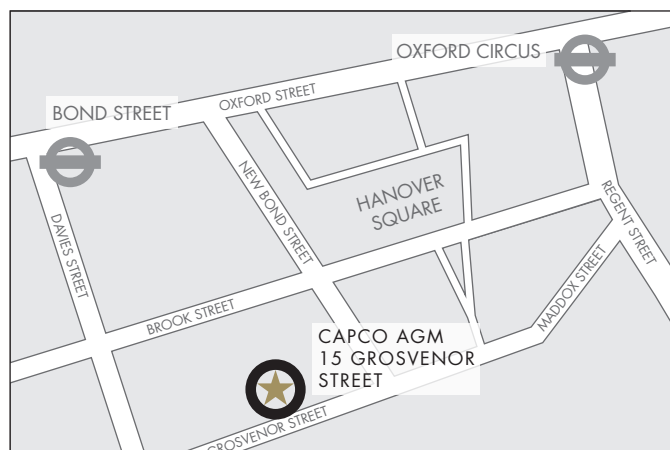 OXFORD CIRCUS
BOND STREET
OXFORD STREET
NEW BOND STREET
HANOVER
SQUARE
DAVIES STREET
REGENT STREET
MADDOX STREET
BROOK STREET
CAPCO AGM
15 GROSVENOR
STREET
GROSVENOR STREET